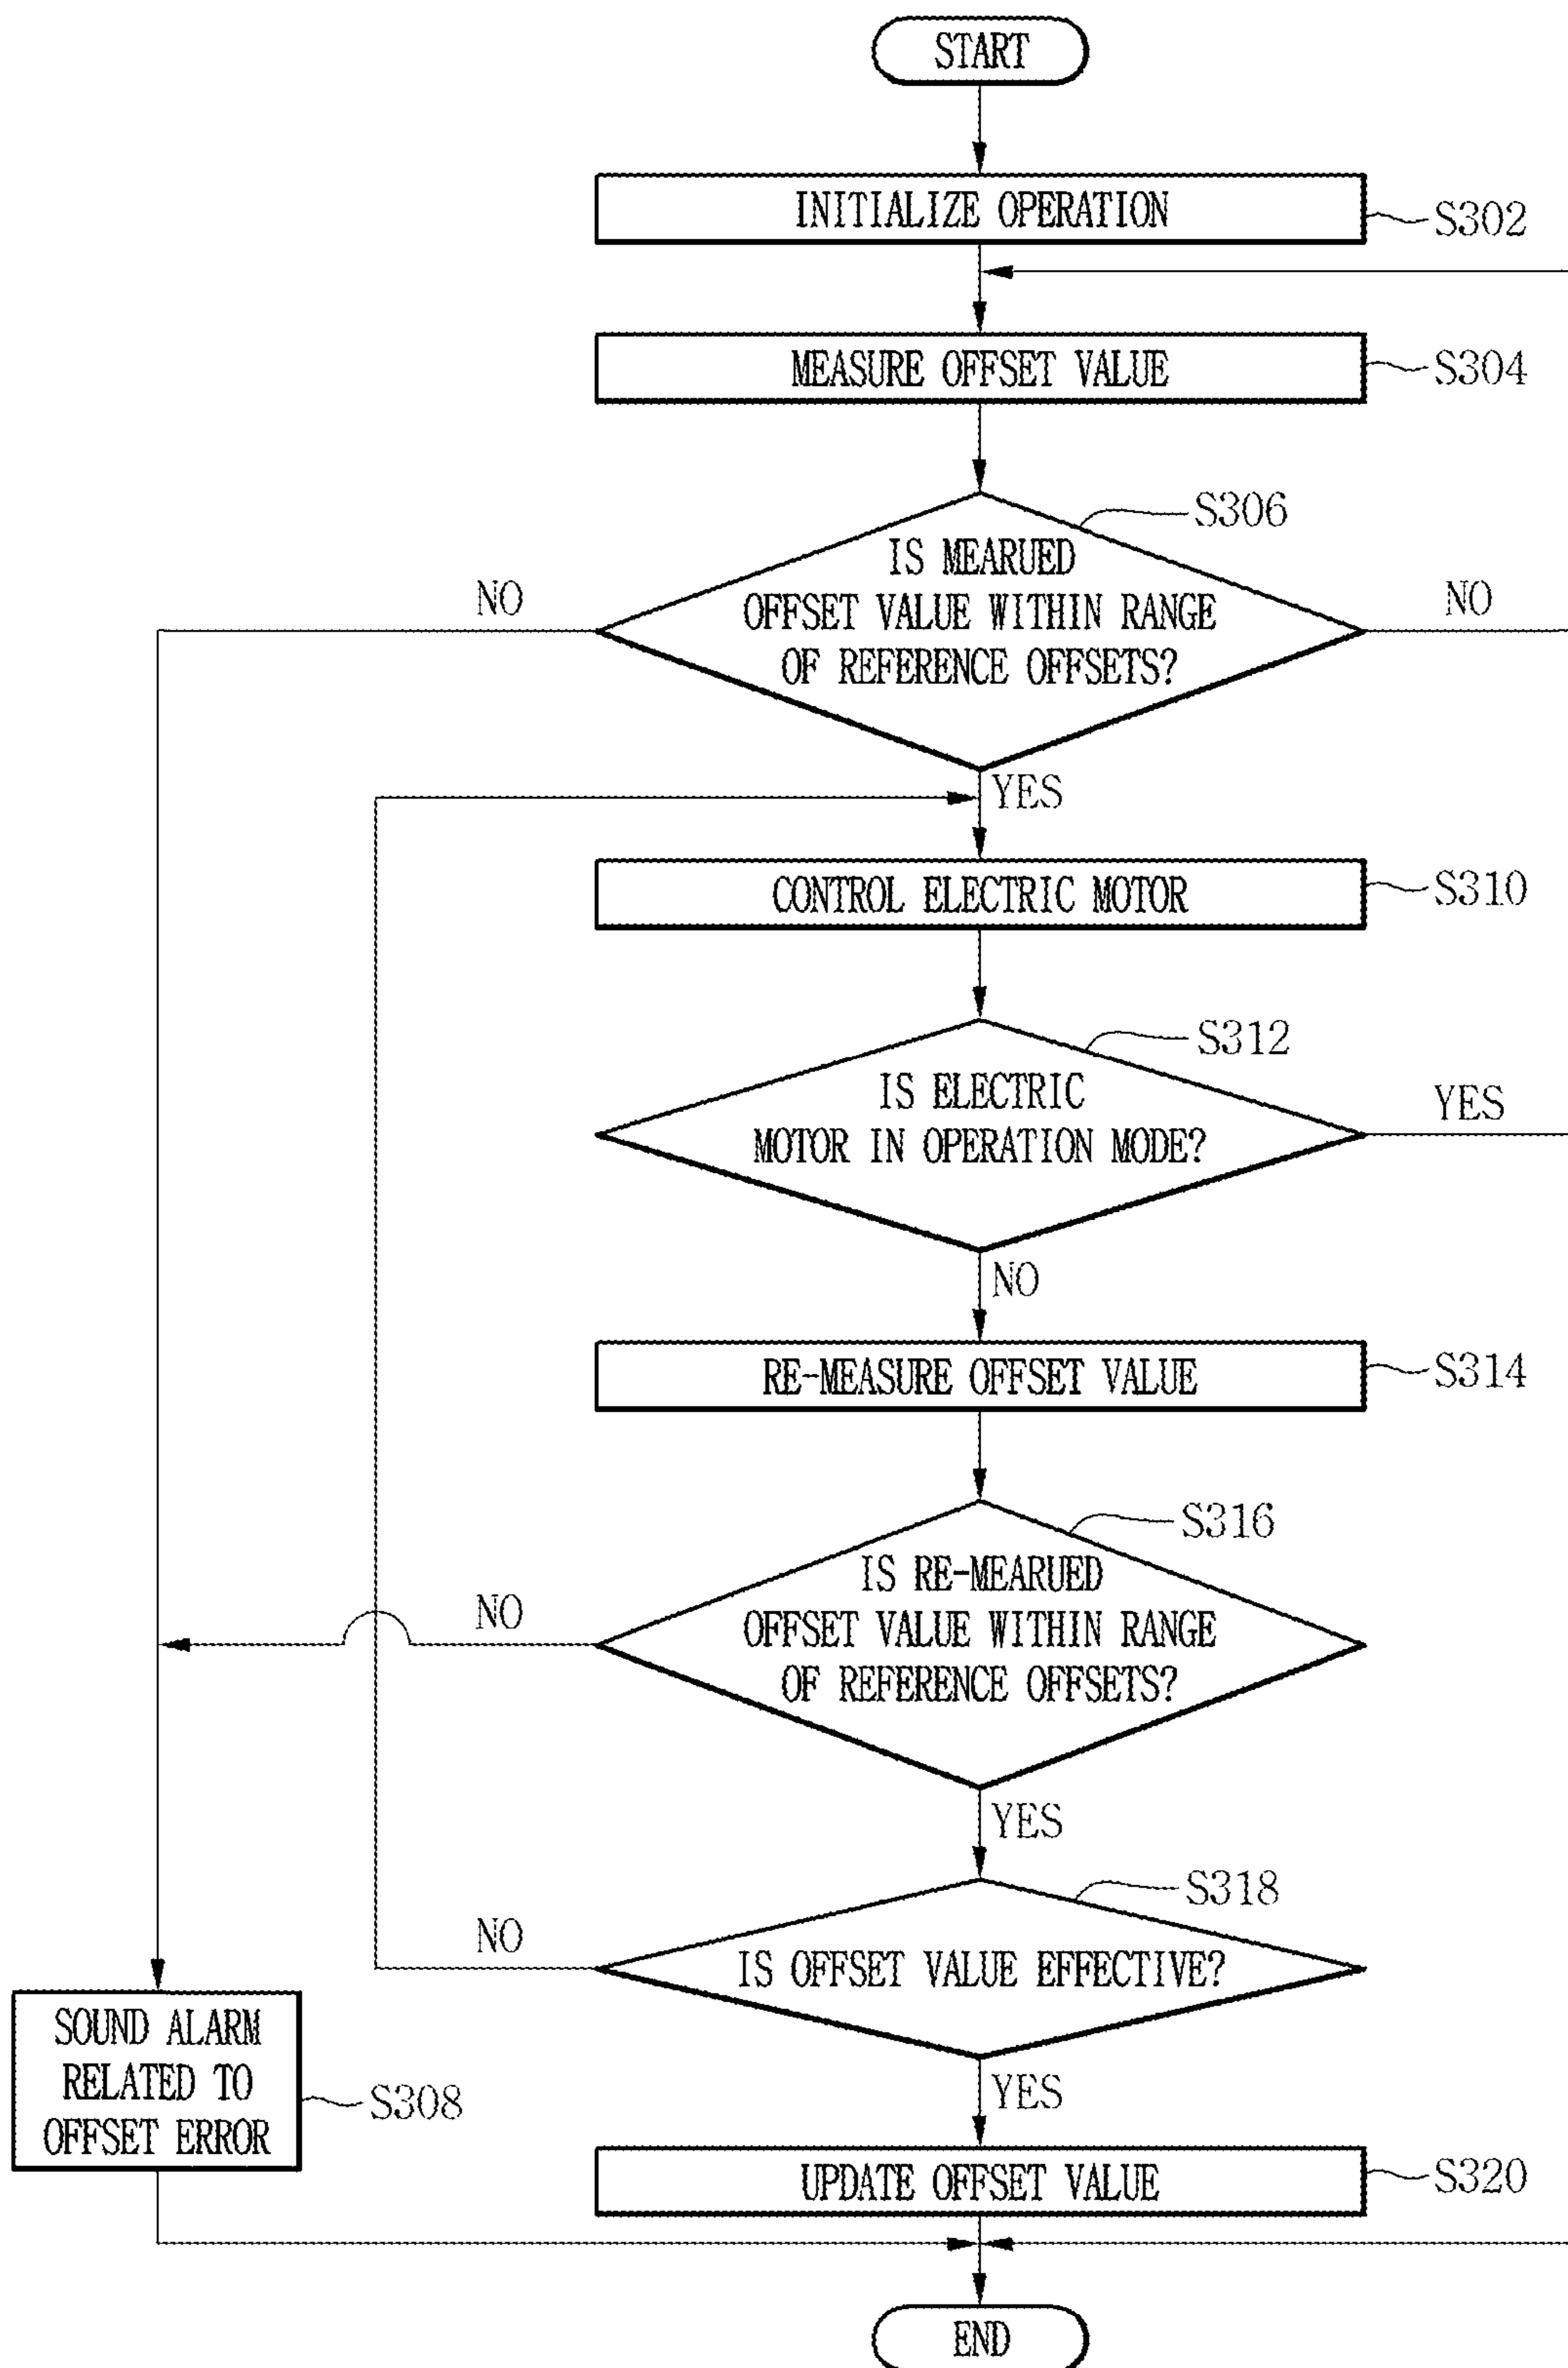 START
INITIALIZE OPERATION
S302
MEASURE OFFSET VALUE
S304
S306
IS MEARUED
OFFSET VALUE WITHIN RANGE
OF REFERENCE OFFSETS?
NO
NO
YES
CONTROL ELECTRIC MOTOR
S310
S312
IS ELECTRIC
MOTOR IN OPERATION MODE?
YES
NO
RE-MEASURE OFFSET VALUE
S314
S316
IS RE-MEARUED
OFFSET VALUE WITHIN RANGE
OF REFERENCE OFFSETS?
NO
YES
S318
IS OFFSET VALUE EFFECTIVE?
NO
YES
SOUND ALARM
RELATED TO
OFFSET ERROR
S308
UPDATE OFFSET VALUE
S320
END